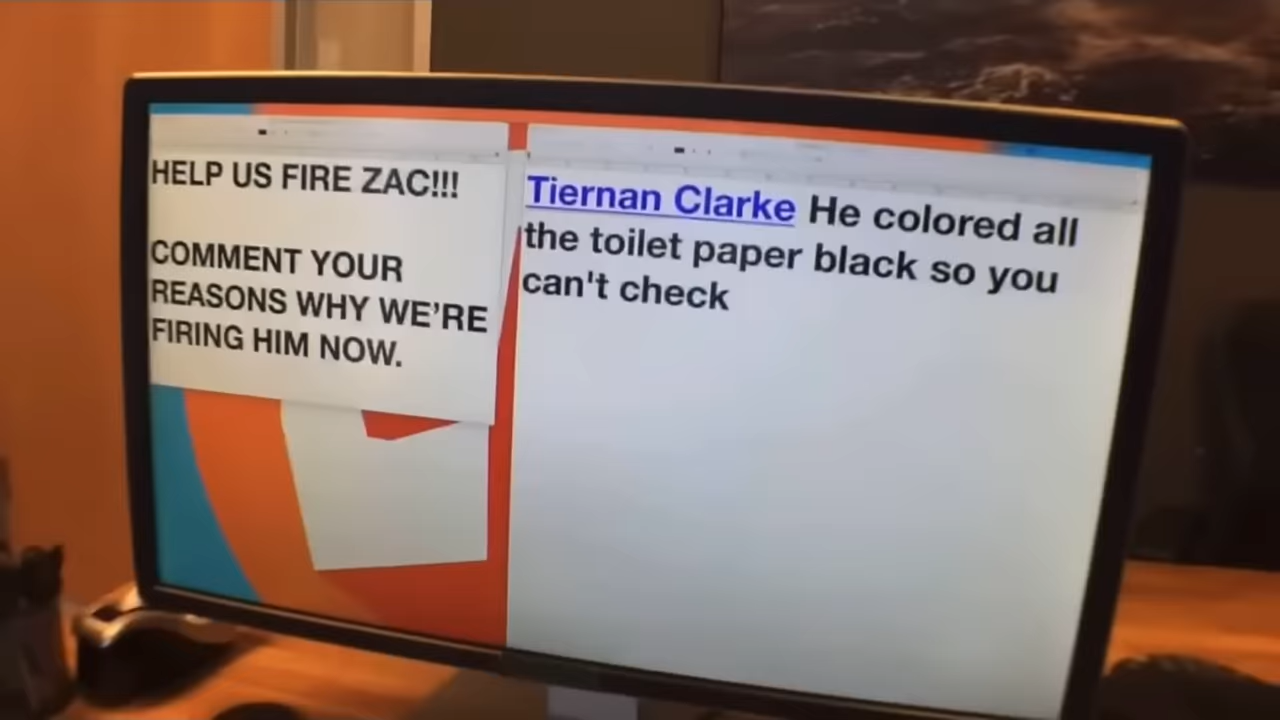 HELP US FIRE ZAC!!!
COMMENT YOUR
REASONS WHY WE’RE
FIRING HIM NOW.
Tiernan Clarke He colored all
the toilet paper black so you
can't check